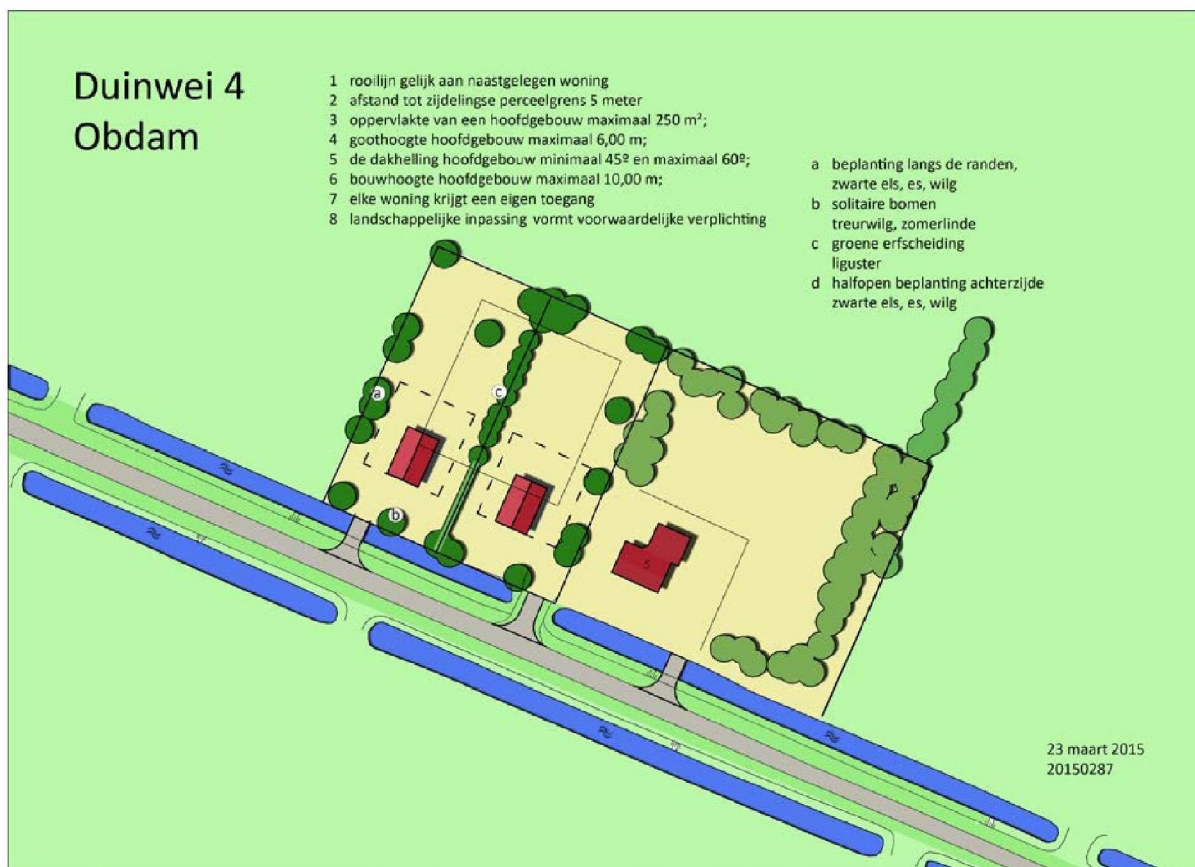 Duinwei 4
Obdam
1 rooilijn gelijk aan naastgelegen woning
2 afstand tot zijdelingse perceelgrens 5 meter
3 oppervlakte van een hoofdgebouw maximaal 250 m²;
4 goothoogte hoofdgebouw maximaal 6,00 m;
5 de dakhelling hoofdgebouw minimaal 45º en maximaal 60º;
6 bouwhoogte hoofdgebouw maximaal 10,00 m;
7 elke woning krijgt een eigen toegang
8 landschappelijke inpassing vormt voorwaardelijke verplichting
a beplanting langs de randen,
zwarte els, es, wilg
b solitaire bomen
treurwilg, zomerlinde
c groene erfscheiding
liguster
d halfopen beplanting achterzijde
zwarte els, es, wilg
a
c
b
5
23 maart 2015
20150287